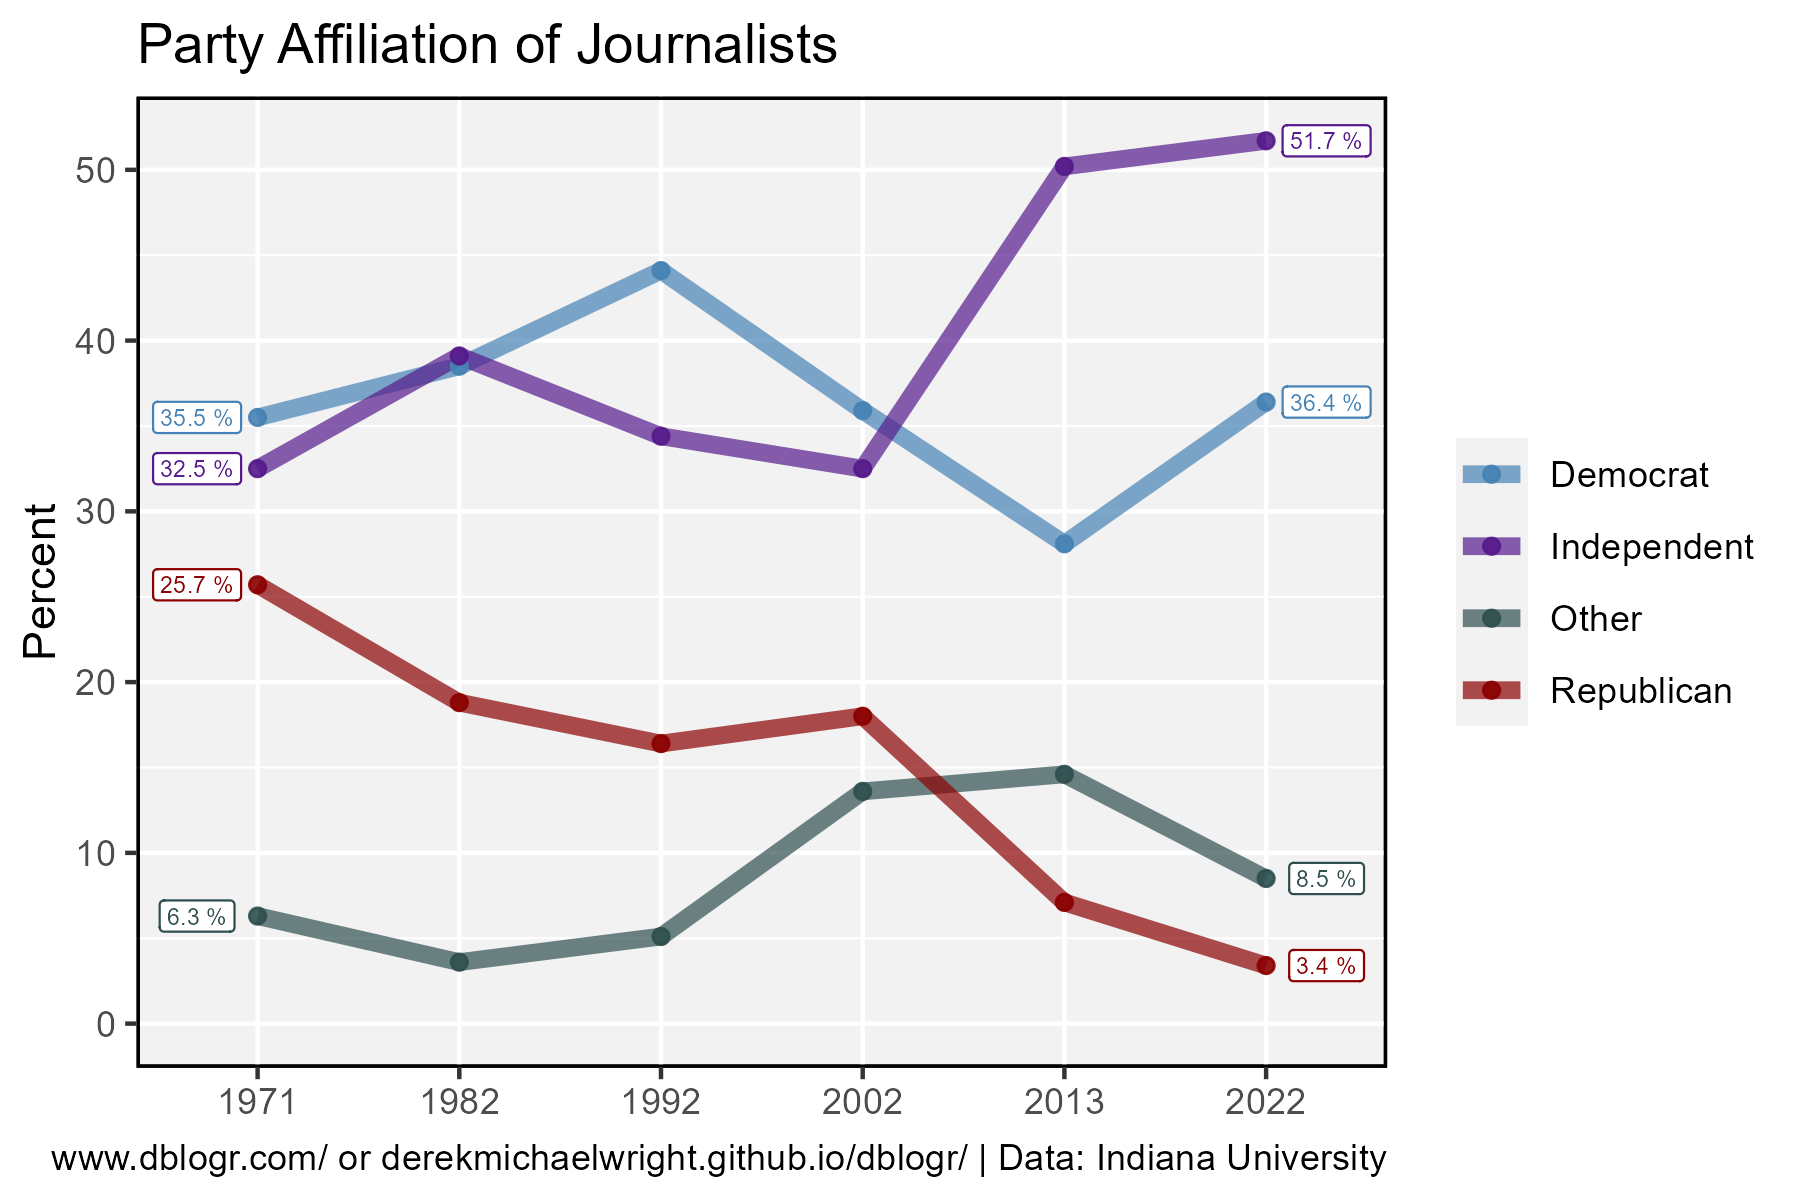 Party Affiliation of Journalists
Percent
50
40
30
20
10
0
51.7 %
35.5 %
36.4 %
32.5 %
25.7 %
6.3 %
8.5 %
3.4 %
Democrat
Independent
Other
Republican
1971 1982 1992 2002 2013 2022
www.dblogr.com/ or derekmichaelwright.github.io/dblogr/ | Data: Indiana University